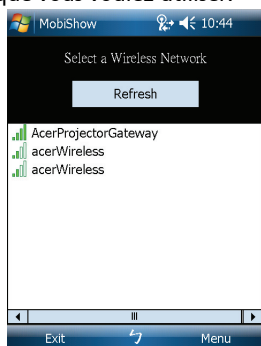 que vous voulez utiliser.
MobiShow 10:44
Select a Wireless Network
Refresh
AcerProjectorGateway
acerWireless
acerWireless
Exit Menu